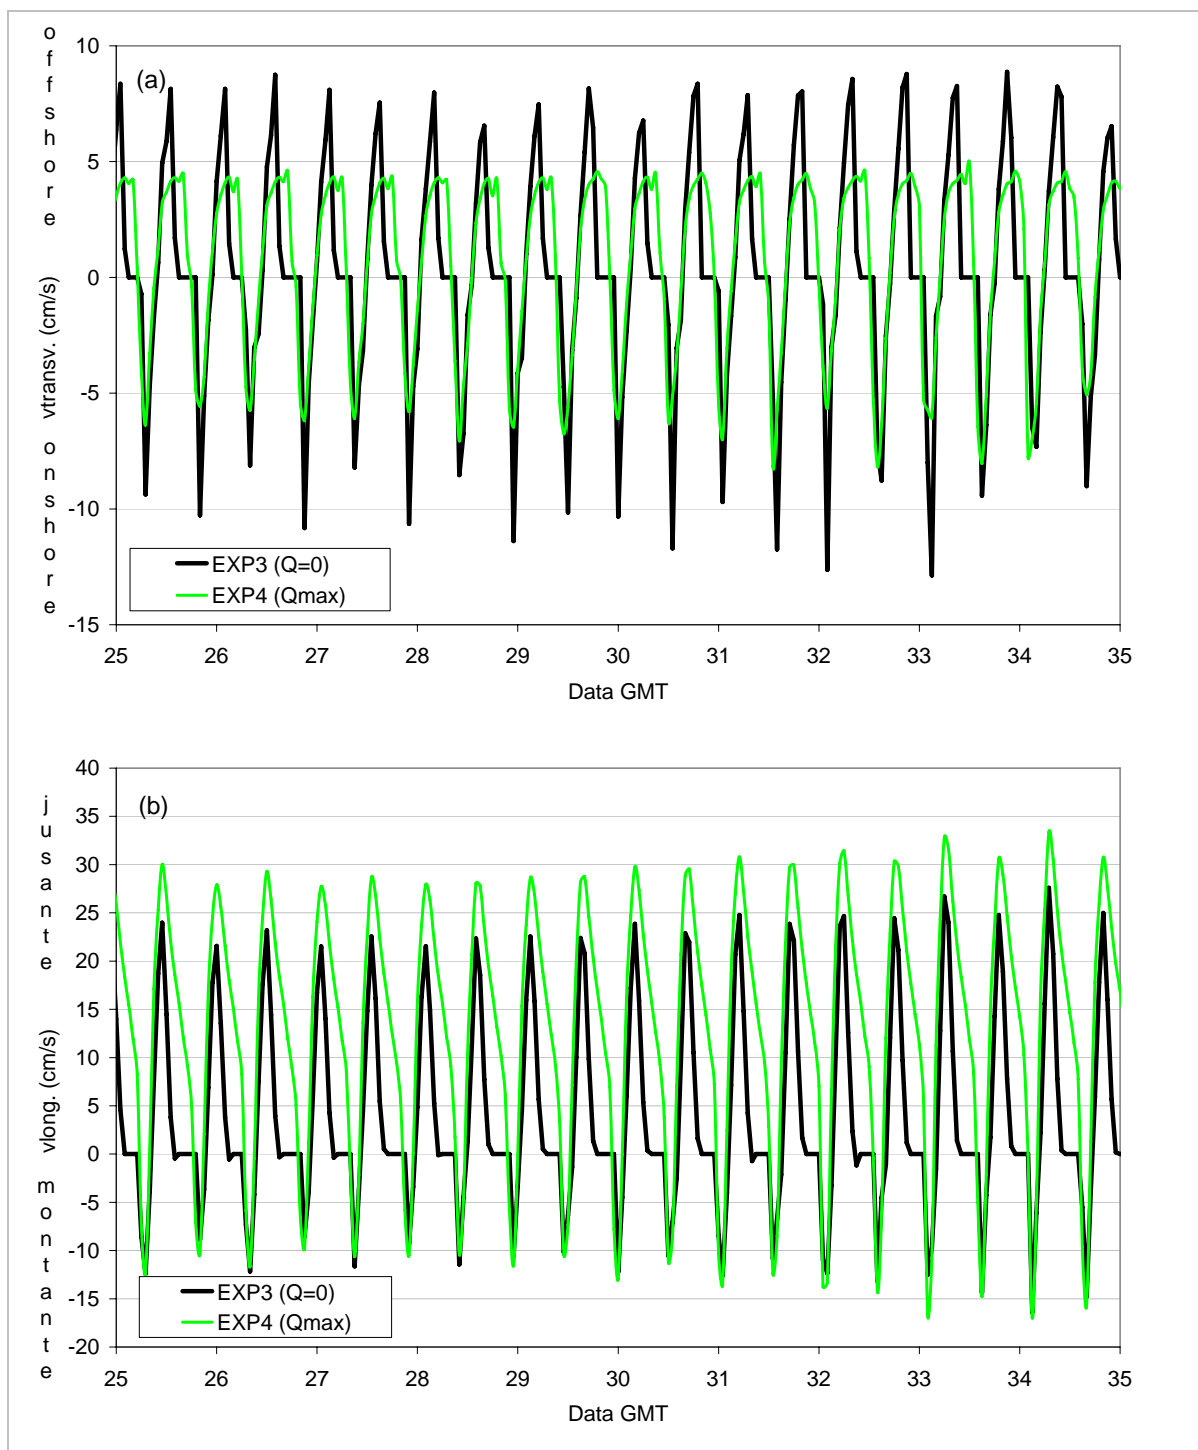 offshore
vtransv. (cm/s)
onshore
(a)
10
5
0
-5
-10
-15
EXP3 (Q=0)
EXP4 (Qmax)
25 26 27 28 29 30 31 32 33 34 35
Data GMT
jusante
vlong. (cm/s)
montante
(b)
40
35
30
25
20
15
10
5
0
-5
-10
-15
-20
EXP3 (Q=0)
EXP4 (Qmax)
25 26 27 28 29 30 31 32 33 34 35
Data GMT